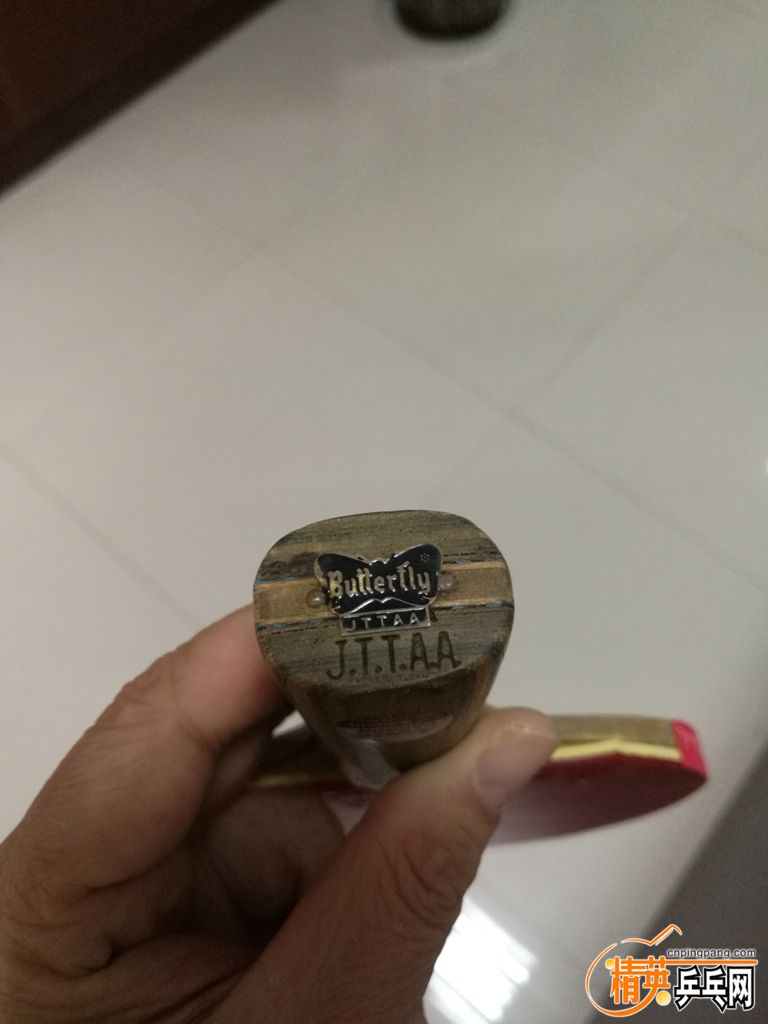 Butterfly
JTTAA
J.T.T.A.A.
cnpingpang.com
精英乒乓网